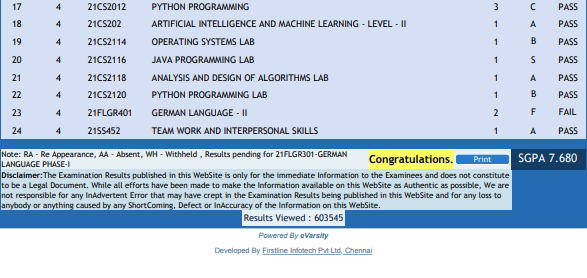 17 4 21CS2012 PYTHON PROGRAMMING 3 C PASS
18 4 21CS202 ARTIFICIAL INTELLIGENCE AND MACHINE LEARNING - LEVEL - II 1 A PASS
19 4 21CS2114 OPERATING SYSTEMS LAB 1 B PASS
20 4 21CS2116 JAVA PROGRAMMING LAB 1 S PASS
21 4 21CS2118 ANALYSIS AND DESIGN OF ALGORITHMS LAB 1 A PASS
22 4 21CS2120 PYTHON PROGRAMMING LAB 1 B PASS
23 4 21FLGR401 GERMAN LANGUAGE - II 2 F FAIL
24 4 21SS452 TEAM WORK AND INTERPERSONAL SKILLS 1 A PASS
Note: RA - Re Appearance, AA - Absent, WH - Withheld , Results pending for 21FLGR301-GERMAN
LANGUAGE PHASE-I
Congratulations. Print SGPA 7.680
Disclaimer:The Examination Results published in this WebSite is only for the immediate Information to the Examinees and does not constitute
to be a Legal Document. While all efforts have been made to make the Information available on this WebSite as Authentic as possible, We are
not responsible for any InAdvertent Error that may have crept in the Examination Results being published in this WebSite and for any loss to
anybody or anything caused by any ShortComing, Defect or InAccuracy of the Information on this WebSite.
Results Viewed : 603545
Powered By eVarsity
Developed By Firstline Infotech Pvt Ltd, Chennai